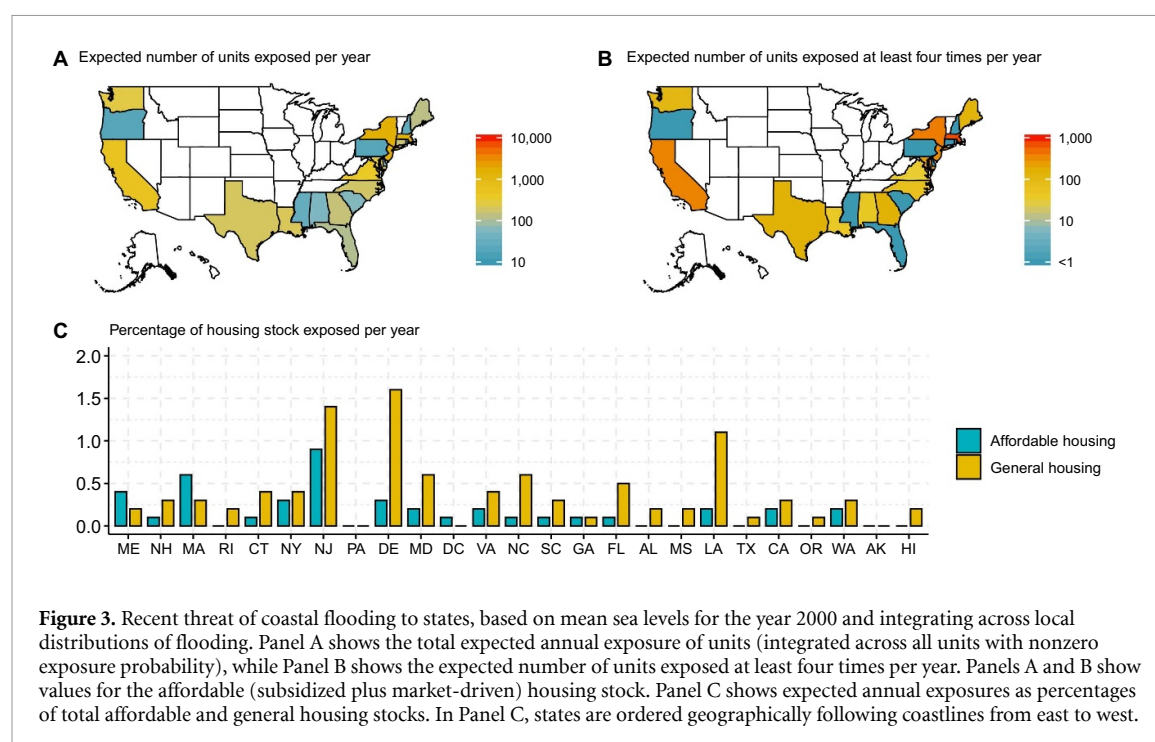 A Expected number of units exposed per year
B Expected number of units exposed at least four times per year
10,000
1,000
100
10
1,000
100
10
<1
C Percentage of housing stock exposed per year
2.0
1.5
1.0
0.5
0.0
ME NH MA RI CT NY NJ PA DE MD DC VA NC SC GA FL AL MS LA TX CA OR WA AK HI
Affordable housing
General housing
Figure 3. Recent threat of coastal flooding to states, based on mean sea levels for the year 2000 and integrating across local
distributions of flooding. Panel A shows the total expected annual exposure of units (integrated across all units with nonzero
exposure probability), while Panel B shows the expected number of units exposed at least four times per year. Panels A and B show
values for the affordable (subsidized plus market-driven) housing stock. Panel C shows expected annual exposures as percentages
of total affordable and general housing stocks. In Panel C, states are ordered geographically following coastlines from east to west.